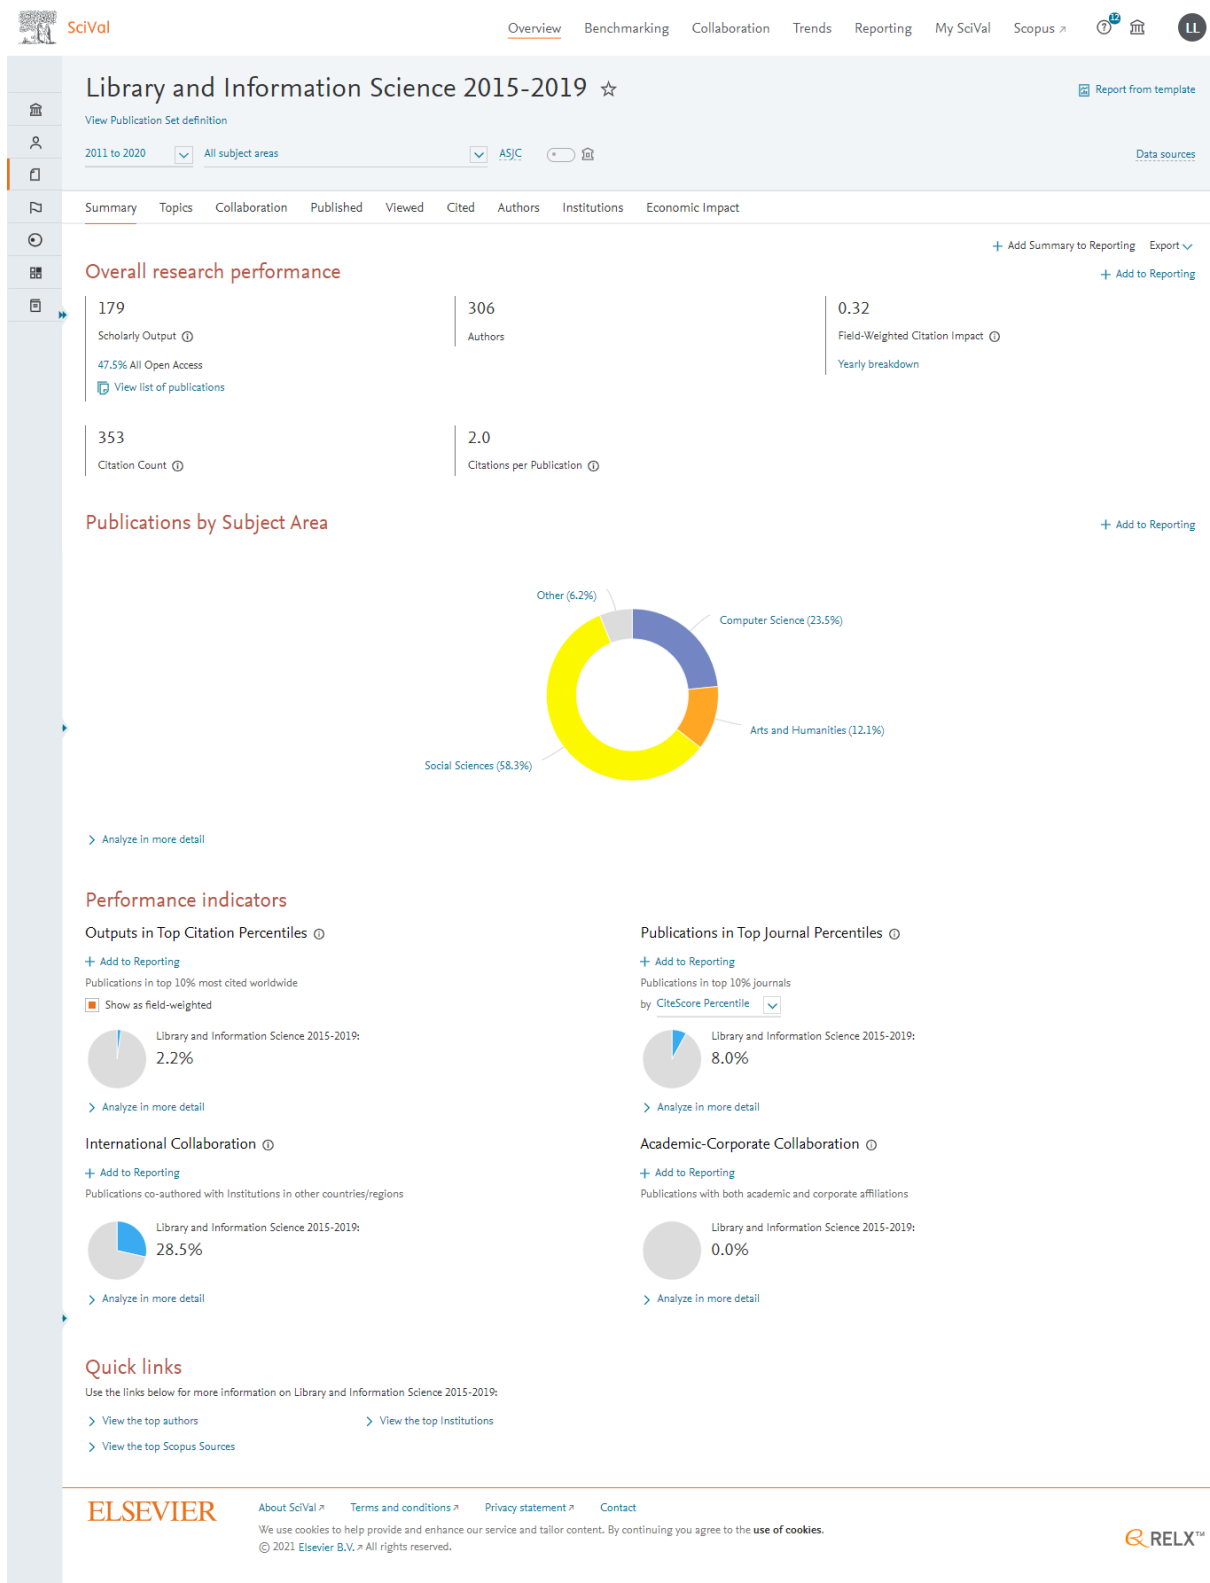 SciVal
Overview Benchmarking Collaboration Trends Reporting My SciVal Scopus ↗ 12 LL
Library and Information Science 2015-2019
Report from template
View Publication Set definition
2011 to 2020 All subject areas ASJC
Data sources
Summary Topics Collaboration Published Viewed Cited Authors Institutions Economic Impact
+ Add Summary to Reporting Export
Overall research performance
+ Add to Reporting
179
Scholarly Output
47.5% All Open Access
View list of publications
306
Authors
0.32
Field-Weighted Citation Impact
Yearly breakdown
353
Citation Count
2.0
Citations per Publication
Publications by Subject Area
+ Add to Reporting
Other (6.2%)
Computer Science (23.5%)
Arts and Humanities (12.1%)
Social Sciences (58.3%)
Analyze in more detail
Performance indicators
Outputs in Top Citation Percentiles
+ Add to Reporting
Publications in top 10% most cited worldwide
Show as field-weighted
Library and Information Science 2015-2019:
2.2%
Analyze in more detail
Publications in Top Journal Percentiles
+ Add to Reporting
Publications in top 10% journals
by CiteScore Percentile
Library and Information Science 2015-2019:
8.0%
Analyze in more detail
International Collaboration
+ Add to Reporting
Publications co-authored with Institutions in other countries/regions
Library and Information Science 2015-2019:
28.5%
Analyze in more detail
Academic-Corporate Collaboration
+ Add to Reporting
Publications with both academic and corporate affiliations
Library and Information Science 2015-2019:
0.0%
Analyze in more detail
Quick links
Use the links below for more information on Library and Information Science 2015-2019:
View the top authors
View the top Institutions
View the top Scopus Sources
ELSEVIER
About SciVal ↗ Terms and conditions ↗ Privacy statement ↗ Contact
We use cookies to help provide and enhance our service and tailor content. By continuing you agree to the use of cookies.
© 2021 Elsevier B.V. ↗ All rights reserved.
RELX™